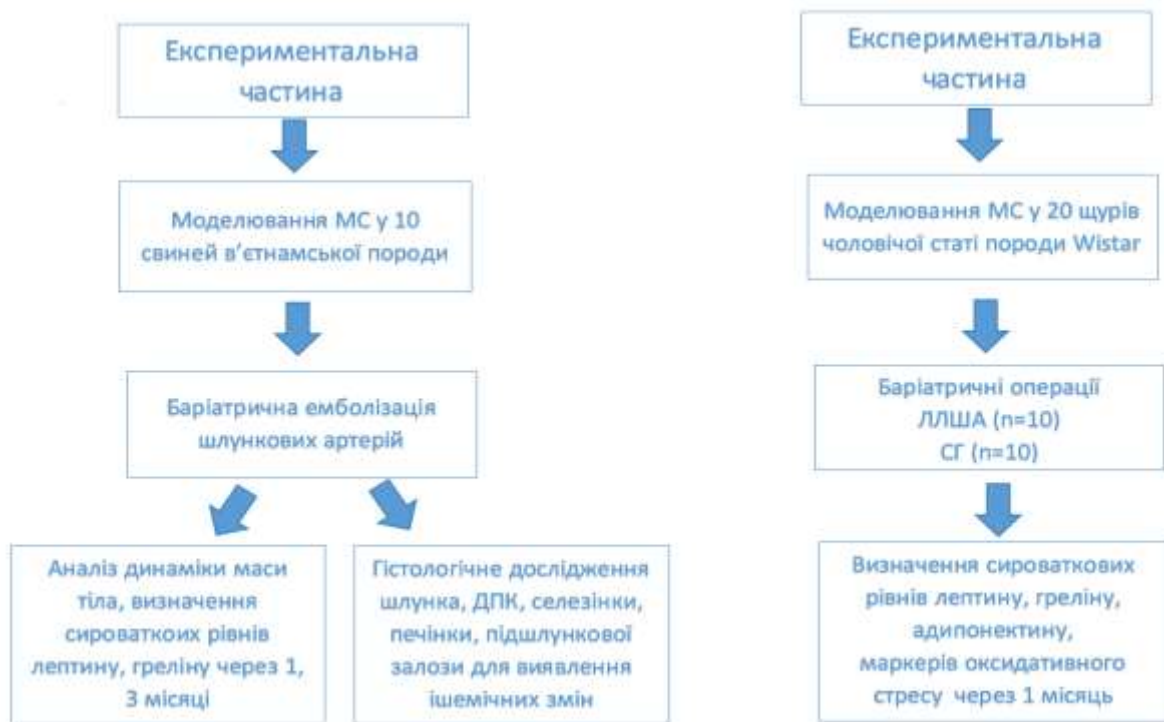 Експериментальна
частина
Моделювання МС у 10
свиней в’єтнамської породи
Баріатрична емболізація
шлункових артерій
Аналіз динаміки маси
тіла, визначення
сироваткоих рівнів
лептину, греліну через 1,
3 місяці
Гістологічне дослідження
шлунка, ДПК, селезінки,
печінки, підшлункової
залози для виявлення
ішемічних змін
Експериментальна
частина
Моделювання МС у 20 щурів
чоловічої статі породи Wistar
Баріатричні операції
ЛЛША (n=10)
СГ (n=10)
Визначення сироваткових
рівнів лептину, греліну,
адипонектину,
маркерів оксидативного
стресу через 1 місяць